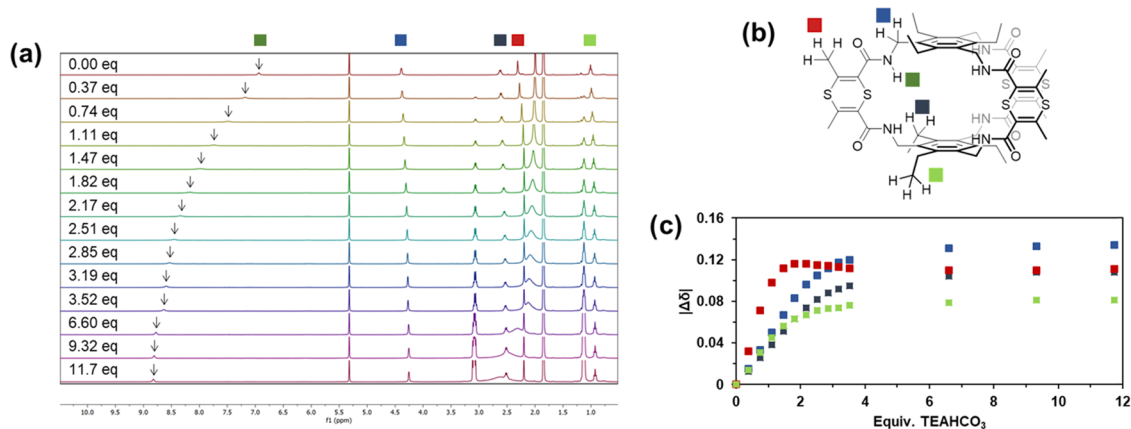 (a)
0.00 eq
0.37 eq
0.74 eq
1.11 eq
1.47 eq
1.82 eq
2.17 eq
2.51 eq
2.85 eq
3.19 eq
3.52 eq
6.60 eq
9.32 eq
11.7 eq
10.0 9.5 9.0 8.5 8.0 7.5 7.0 6.5 6.0 5.5 5.0 4.5 4.0 3.5 3.0 2.5 2.0 1.5 1.0
f1 (ppm)
(b)
H H
H H
H
O
N
H
S
S
O
HN
H H
H
H
NH
O
HN
O
NH
O
S
S
S
S
HN
O
NH
O
H
H
(c)
0.16
0.12
0.08
0.04
0
|Δδ|
0 2 4 6 8 10 12
Equiv. TEAHCO₃